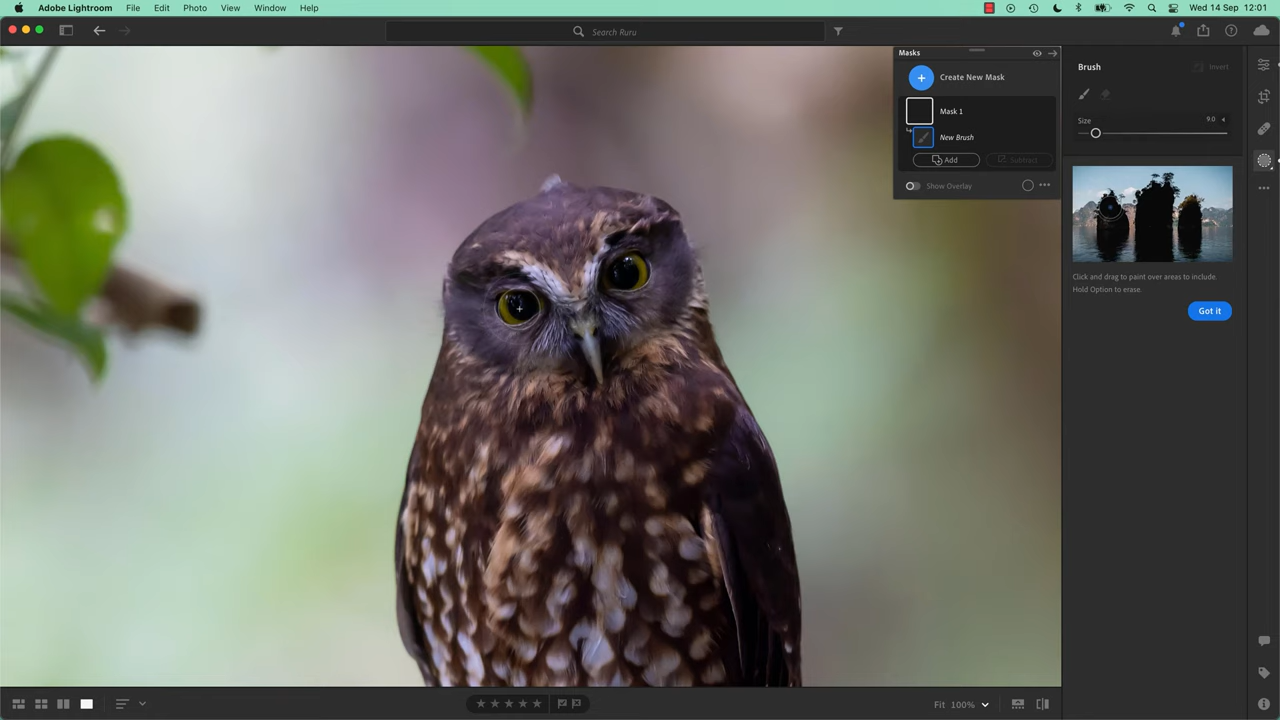 Adobe Lightroom File Edit Photo View Window Help Wed 14 Sep 12:01
Search Ruru
Masks
Create New Mask
Mask 1
New Brush
Add Subtract
Show Overlay
Brush Invert
Size 9.0
Click and drag to paint over areas to include.
Hold Option to erase.
Got it
Fit 100%